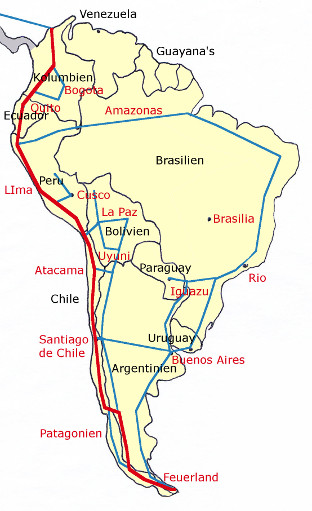 Venezuela
Guayana's
Kolumbien
Bogota
Quito
Amazonas
Ecuador
Brasilien
Peru
LIma
Cusco
La Paz
Brasilia
Bolivien
Uyuni
Atacama
Paraguay
Rio
Iguazu
Chile
Santiago
de Chile
Uruguay
Buenos Aires
Argentinien
Patagonien
Feuerland